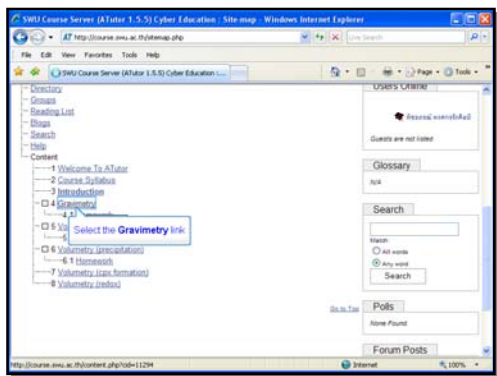 SWU Course Server (ATutor 1.5.5) Cyber Education : Site-map - Windows Internet Explorer
http://course.swu.ac.th/sitemap.php
Live Search
File Edit View Favorites Tools Help
SWU Course Server (ATutor 1.5.5) Cyber Education : ...
Page Tools
Directory
Groups
Reading List
Blogs
Search
Help
Content
1 Welcome To ATutor
2 Course Syllabus
3 Introduction
4 Gravimetry
4.1
5 Vo
5
Select the Gravimetry link
6 Volumetry (precipitation)
6.1 Homework
7 Volumetry (cpx formation)
8 Volumetry (redox)
Go to Top
Users Online
Guests are not listed
Glossary
N/A
Search
Match
All words
Any word
Search
Polls
None Found
Forum Posts
http://course.swu.ac.th/content.php?cid=11294
Internet
100%